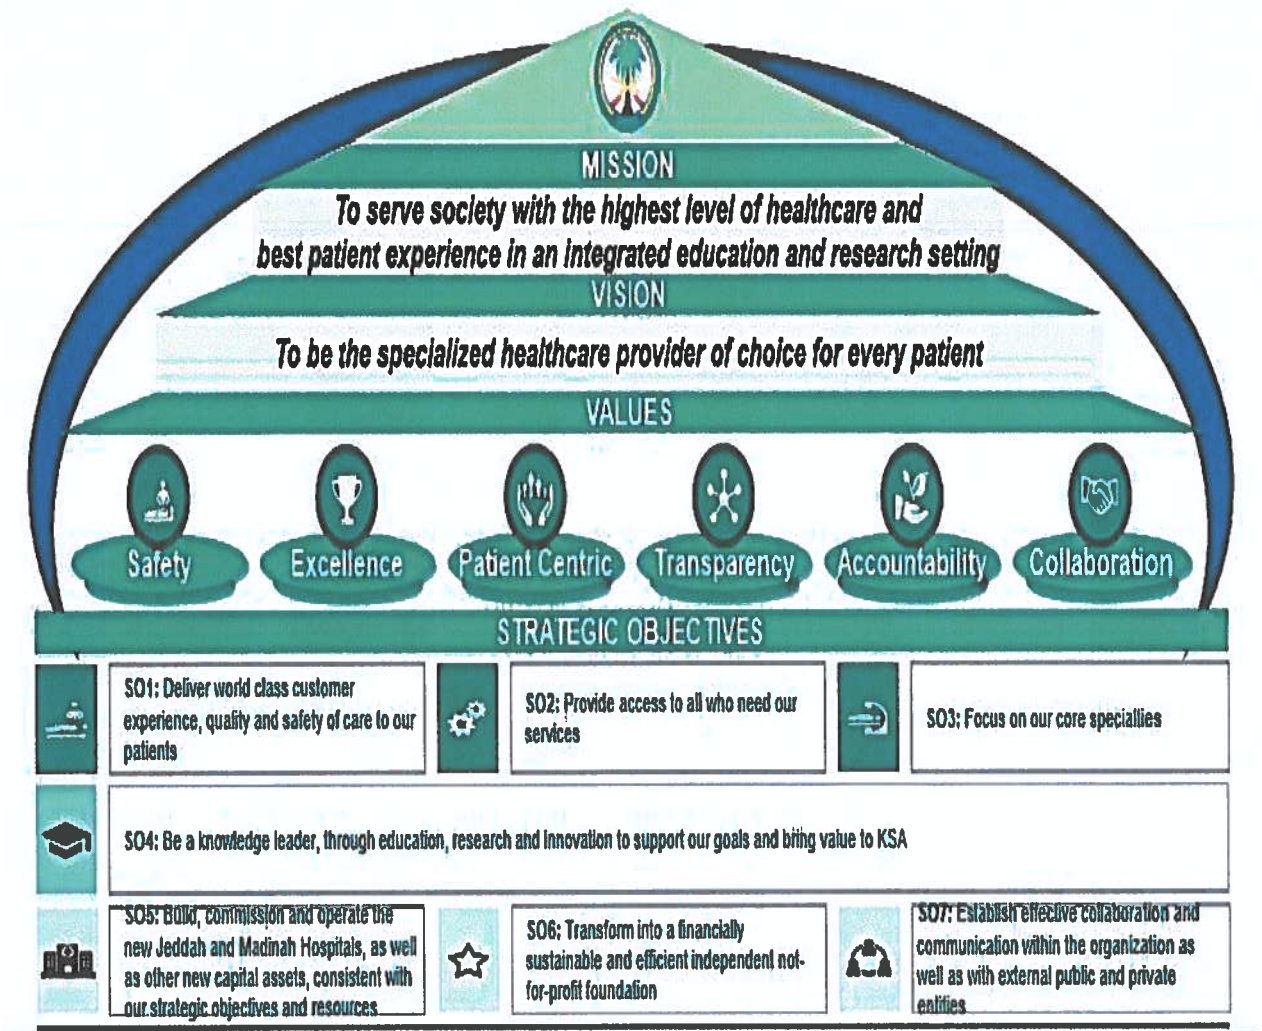 MISSION
To serve society with the highest level of healthcare and
best patient experience in an integrated education and research setting
VISION
To be the specialized healthcare provider of choice for every patient
VALUES
Safety
Excellence
Patient Centric
Transparency
Accountability
Collaboration
STRATEGIC OBJECTIVES
SO1: Deliver world class customer
experience, quality and safety of care to our
patients
SO2: Provide access to all who need our
services
SO3: Focus on our core specialties
SO4: Be a knowledge leader, through education, research and innovation to support our goals and bring value to KSA
SO5: Build, commission and operate the
new Jeddah and Madinah Hospitals, as well
as other new capital assets, consistent with
our strategic objectives and resources
SO6: Transform into a financially
sustainable and efficient independent not-
for-profit foundation
SO7: Establish effective collaboration and
communication within the organization as
well as with external public and private
entities